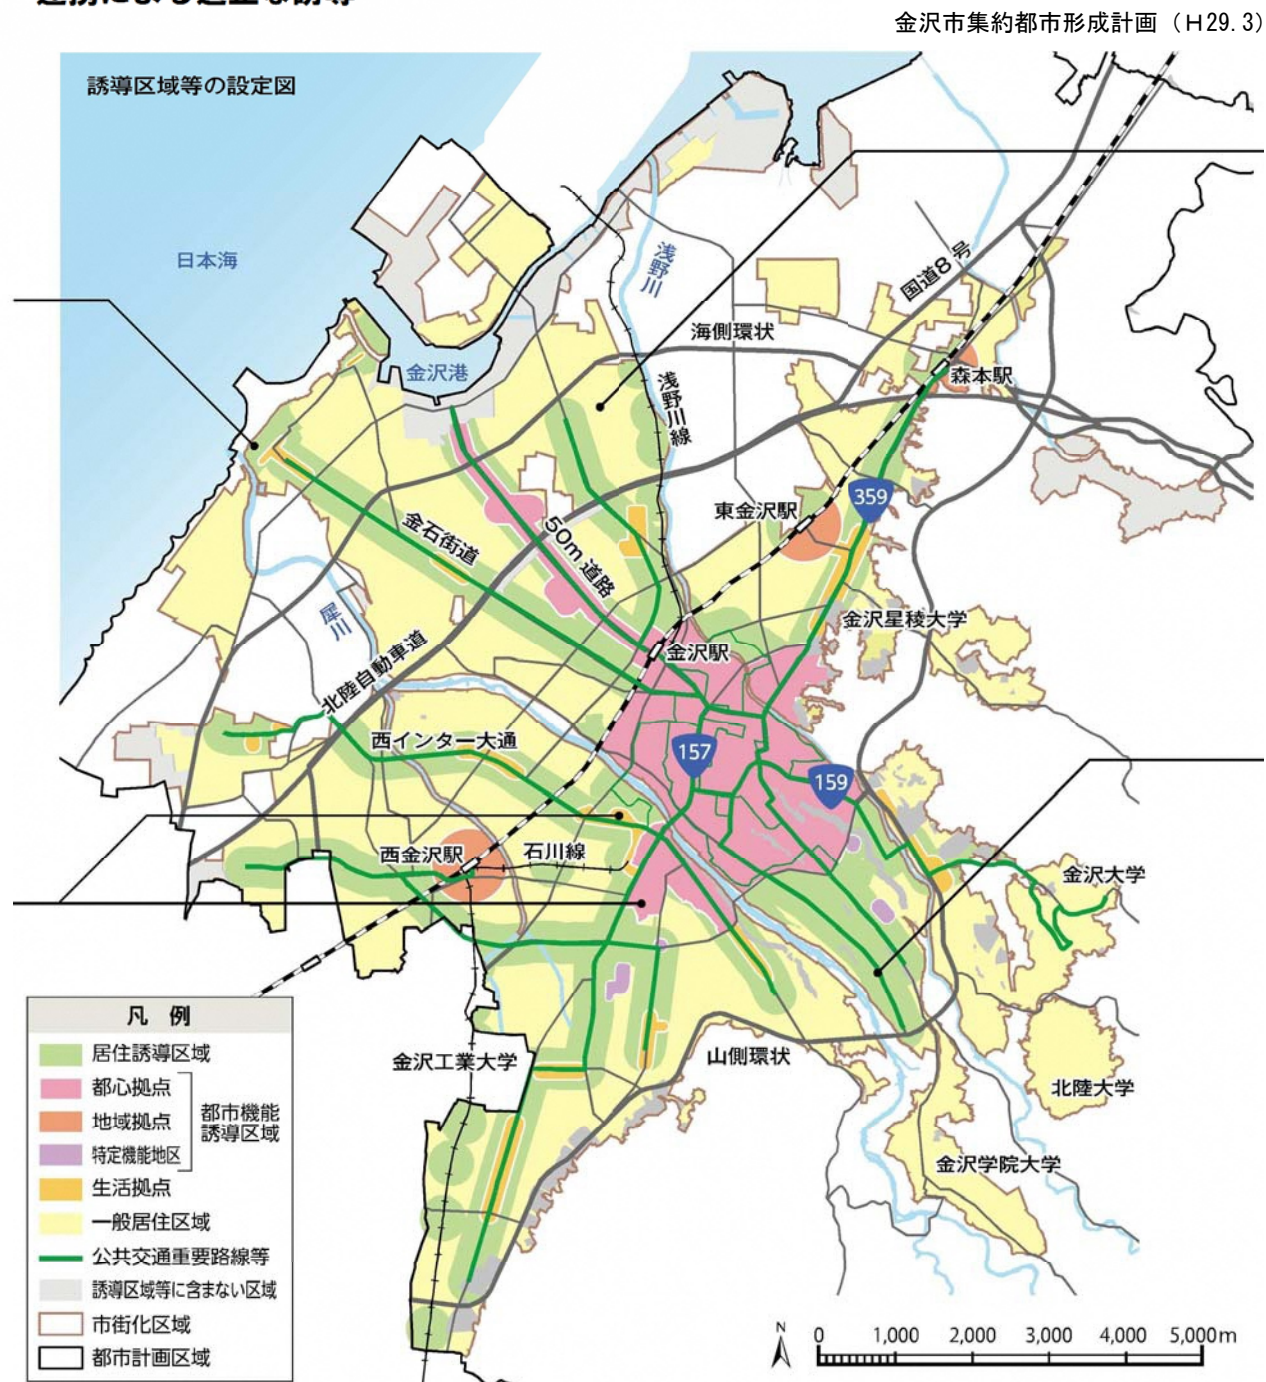 金沢市集約都市形成計画（H29.3）
誘導区域等の設定図
日本海
浅野川
国道8号
海側環状
金沢港
森本駅
浅野川線
359
東金沢駅
金石街道
50m道路
犀川
金沢星稜大学
金沢駅
北陸自動車道
西インター大通
157
159
西金沢駅
石川線
金沢大学
金沢工業大学
山側環状
北陸大学
金沢学院大学
凡 例
居住誘導区域
都心拠点
地域拠点
特定機能地区
都市機能
誘導区域
生活拠点
一般居住区域
公共交通重要路線等
誘導区域等に含まない区域
市街化区域
都市計画区域
N
0 1,000 2,000 3,000 4,000 5,000m